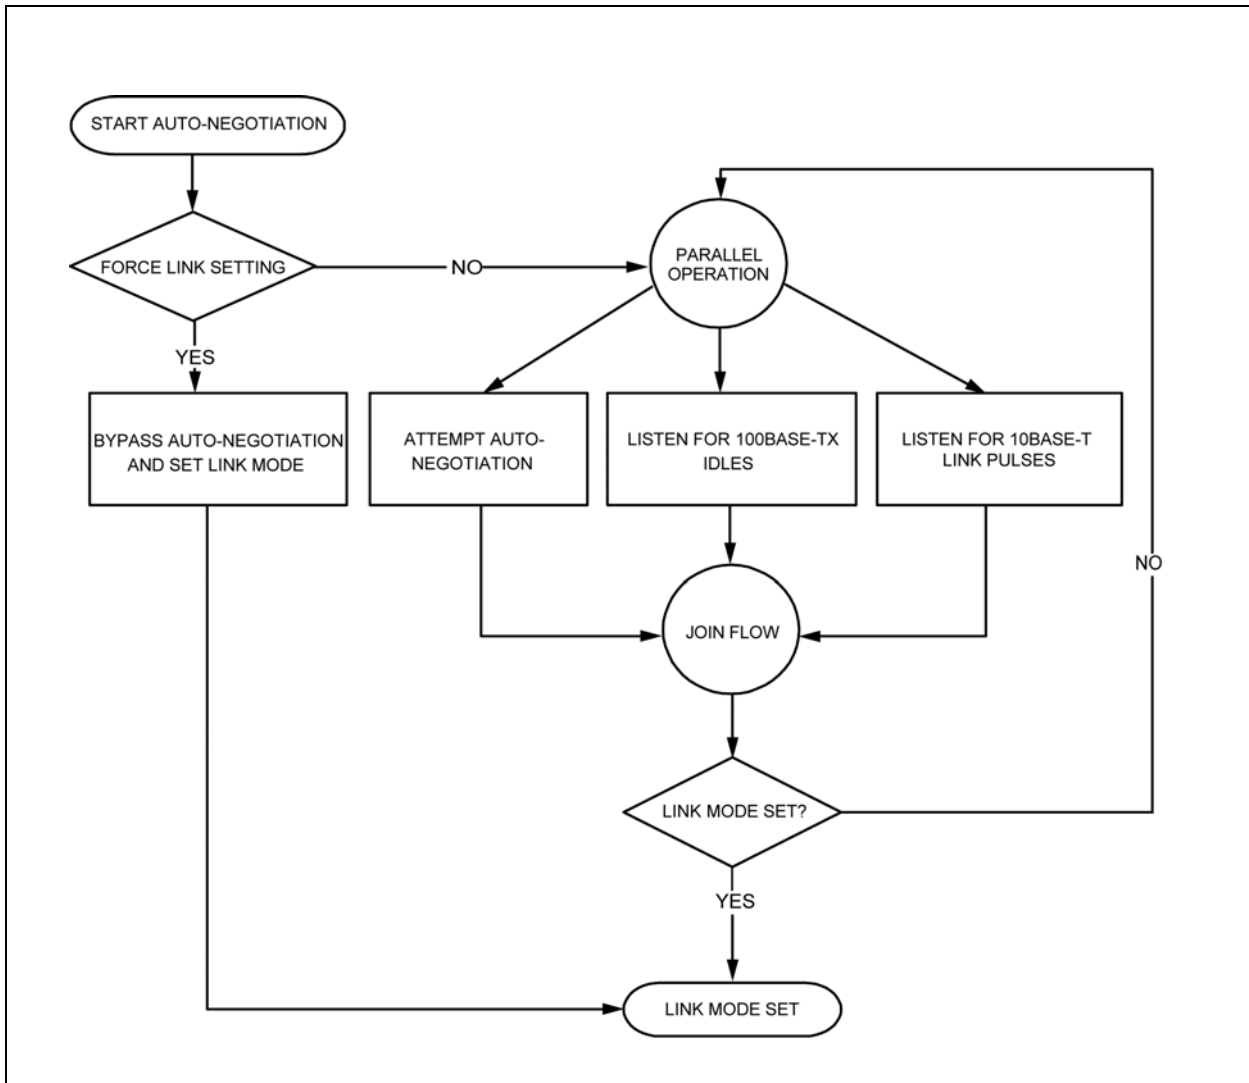 START AUTO-NEGOTIATION
FORCE LINK SETTING
NO
PARALLEL
OPERATION
YES
BYPASS AUTO-NEGOTIATION
AND SET LINK MODE
ATTEMPT AUTO-
NEGOTIATION
LISTEN FOR 100BASE-TX
IDLES
LISTEN FOR 10BASE-T
LINK PULSES
NO
JOIN FLOW
LINK MODE SET?
YES
LINK MODE SET